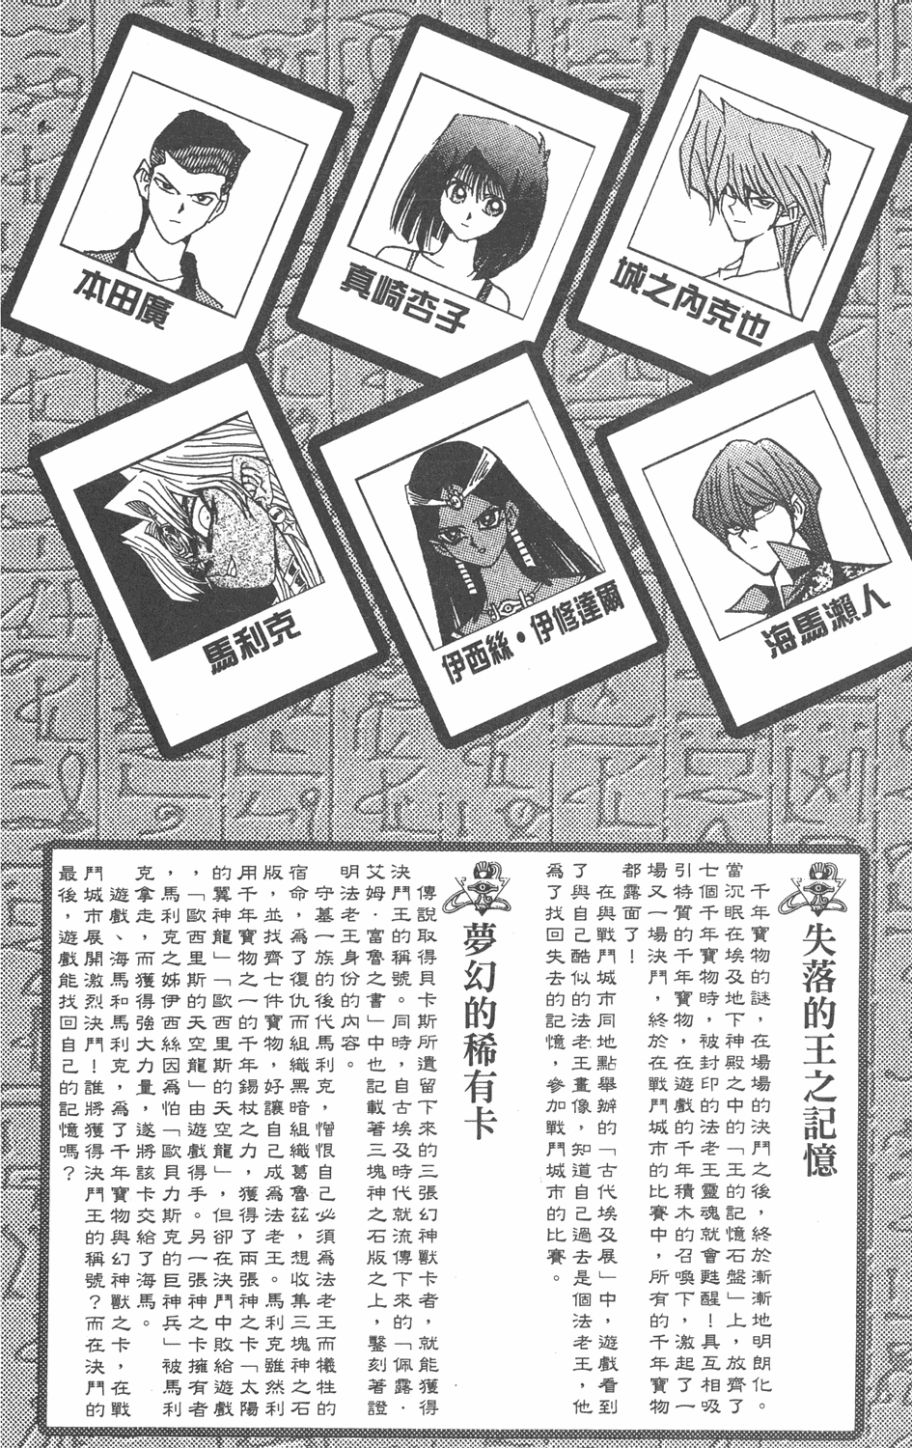 城之內克也
真崎杏子
本田廣
海馬瀨人
伊西絲・伊修達爾
馬利克
失落的王之記憶
千年寶物的謎，在場場的決鬥之後，終於漸漸地明朗化。
當沉眠在埃及地下神殿之中的「王的記憶石盤」上，放齊了
七個千年寶物時，被封印的法老王靈魂就會甦醒！具互相吸
引特質的千年寶物，在遊戲的千年積木的召喚下，激起了一
場又一場決鬥，終於在戰鬥城市的比賽中，所有的千年寶物
都露面了！
在與戰鬥城市同地點舉辦的「古代埃及展」中，遊戲看到
了與自己酷似的法老王畫像，知道自己過去是個法老王，他
為了找回失去的記憶，參加戰鬥城市的比賽。
夢幻的稀有卡
傳說取得貝卡斯所遺留下來的三張幻神獸卡者，就能獲得
決鬥王的稱號。同時，自古埃及時代就流傳下來的「佩露・
艾姆・富魯之書」中也記載著三塊神之石版之上，鑿刻著證
明法老王身份的內容。
守墓一族的後代馬利克，憎恨自己必須為法老王而犧牲的
宿命，為了復仇而組織黑暗組織葛魯茲，想收集三塊神之石
版，並找齊七件寶物，好讓自己成為法老王。馬利克雖然利
用千年寶物之一的千年錫杖之力，獲得了兩張神之卡「太陽
的翼神龍」「歐西里斯的天空龍」，但卻在決鬥中敗給遊戲
，「歐西里斯的天空龍」由遊戲得手。另一張神之卡擁有者
，馬利克之姊伊西絲因為怕「歐貝力斯克的巨神兵」被馬利
克拿走，而獲得強大力量，遂將該卡交給了海馬。
遊戲、海馬和馬利克，為了千年寶物與幻神獸之卡，在戰
鬥城市展開激烈決鬥！誰將獲得決鬥王的稱號？而在決鬥的
最後，遊戲能找回自己的記憶嗎？